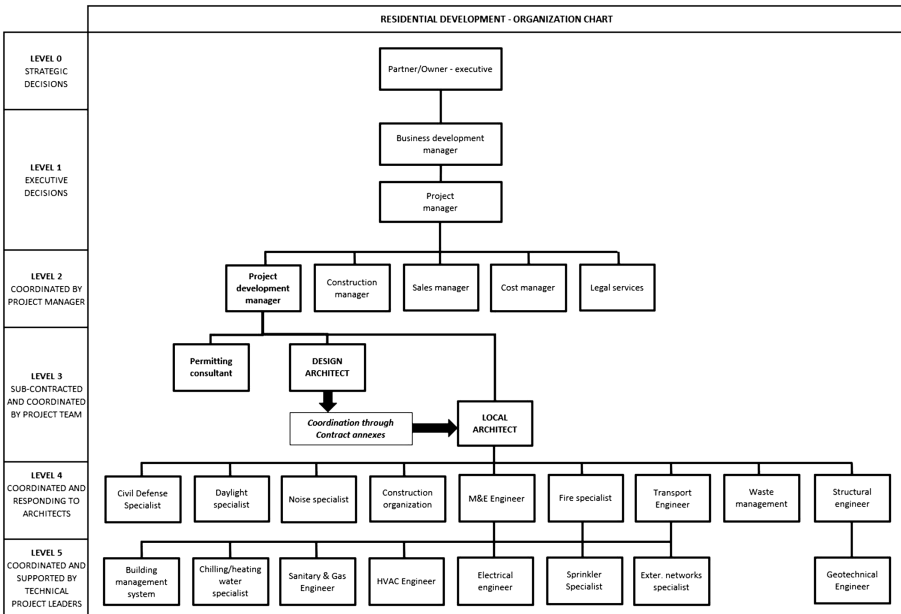 RESIDENTIAL DEVELOPMENT - ORGANIZATION CHART
LEVEL 0
STRATEGIC
DECISIONS
Partner/Owner - executive
LEVEL 1
EXECUTIVE
DECISIONS
Business development
manager
Project
manager
LEVEL 2
COORDINATED BY
PROJECT MANAGER
Project
development
manager
Construction
manager
Sales manager
Cost manager
Legal services
LEVEL 3
SUB-CONTRACTED
AND COORDINATED
BY PROJECT TEAM
Permitting
consultant
DESIGN
ARCHITECT
Coordination through
Contract annexes
LOCAL
ARCHITECT
LEVEL 4
COORDINATED AND
RESPONDING TO
ARCHITECTS
Civil Defense
Specialist
Daylight
specialist
Noise specialist
Construction
organization
M&E Engineer
Fire specialist
Transport
Engineer
Waste
management
Structural
engineer
LEVEL 5
COORDINATED AND
SUPPORTED BY
TECHNICAL
PROJECT LEADERS
Building
management
system
Chilling/heating
water
specialist
Sanitary & Gas
Engineer
HVAC Engineer
Electrical
engineer
Sprinkler
Specialist
Exter. networks
specialist
Geotechnical
Engineer